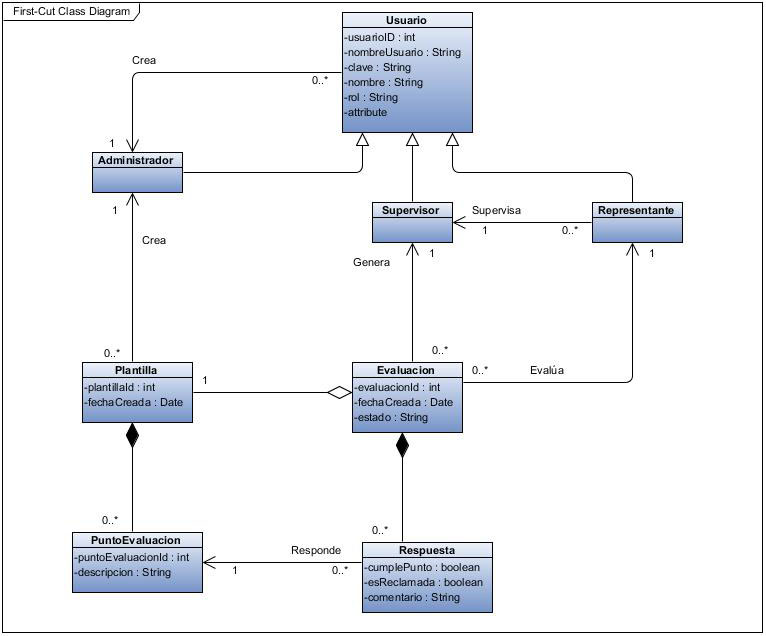 First-Cut Class Diagram
Usuario
-usuarioID : int
-nombreUsuario : String
-clave : String
-nombre : String
-rol : String
-attribute
Crea
0..*
1
Administrador
1
Crea
Supervisor
Supervisa
1
0..*
Representante
Genera
1
1
0..*
0..*
0..*
Evalúa
Plantilla
-plantillaId : int
-fechaCreada : Date
1
Evaluacion
-evaluacionId : int
-fechaCreada : Date
-estado : String
0..*
0..*
PuntoEvaluacion
-puntoEvaluacionId : int
-descripcion : String
Responde
1
0..*
Respuesta
-cumplePunto : boolean
-esReclamada : boolean
-comentario : String